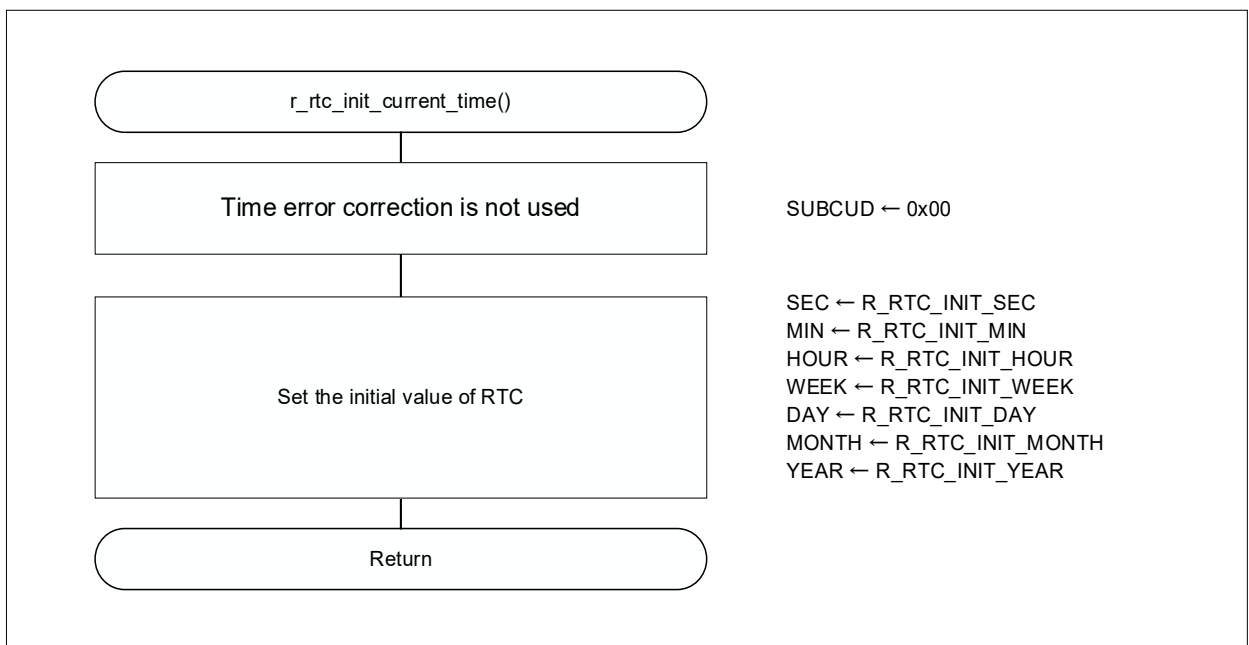 r_rtc_init_current_time()
Time error correction is not used
SUBCUD ← 0x00
Set the initial value of RTC
SEC ← R_RTC_INIT_SEC
MIN ← R_RTC_INIT_MIN
HOUR ← R_RTC_INIT_HOUR
WEEK ← R_RTC_INIT_WEEK
DAY ← R_RTC_INIT_DAY
MONTH ← R_RTC_INIT_MONTH
YEAR ← R_RTC_INIT_YEAR
Return